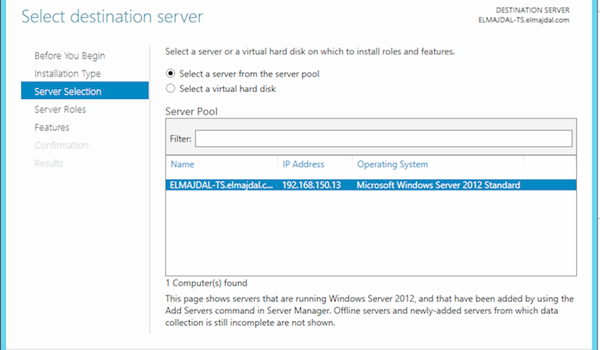 Select destination server
DESTINATION SERVER
ELMAJDAL-TS.elmajdal.com
Before You Begin
Installation Type
Server Selection
Server Roles
Features
Confirmation
Results
Select a server or a virtual hard disk on which to install roles and features.
Select a server from the server pool
Select a virtual hard disk
Server Pool
Filter:
Name IP Address Operating System
ELMAJDAL-TS.elmajdal.c... 192.168.150.13 Microsoft Windows Server 2012 Standard
1 Computer(s) found
This page shows servers that are running Windows Server 2012, and that have been added by using the
Add Servers command in Server Manager. Offline servers and newly-added servers from which data
collection is still incomplete are not shown.